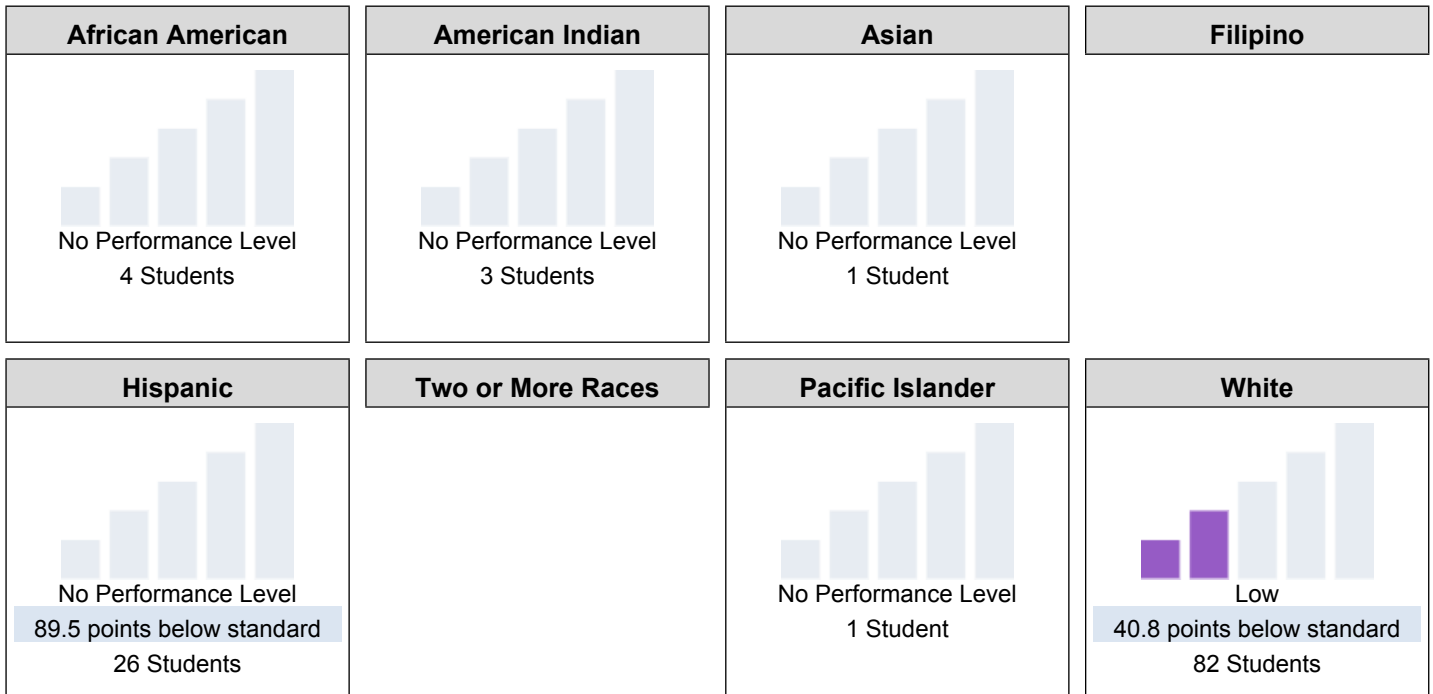 African American
No Performance Level
4 Students
American Indian
No Performance Level
3 Students
Asian
No Performance Level
1 Student
Filipino
Hispanic
No Performance Level
89.5 points below standard
26 Students
Two or More Races
Pacific Islander
No Performance Level
1 Student
White
Low
40.8 points below standard
82 Students